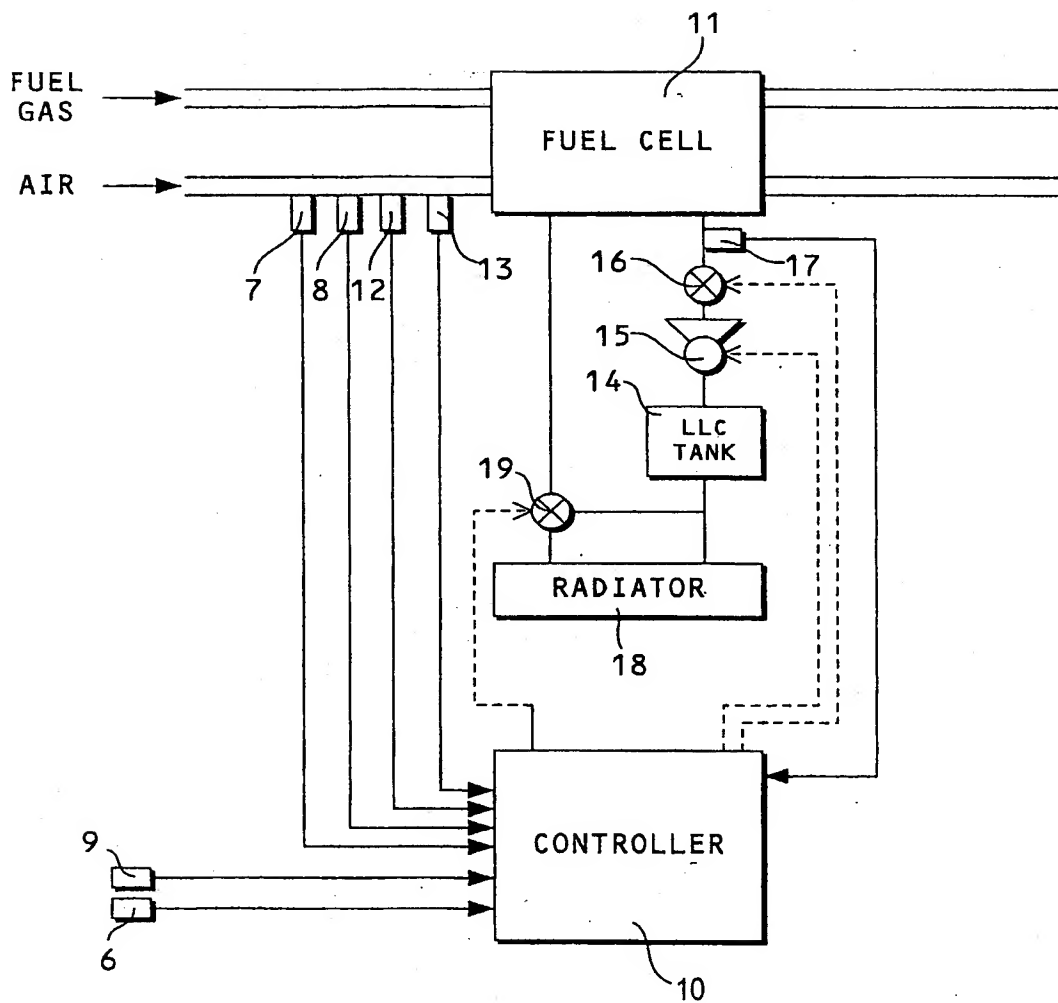 11
FUEL
GAS
FUEL CELL
AIR
7
8
12
13
17
16
15
14
LLC
TANK
19
RADIATOR
18
CONTROLLER
9
6
10